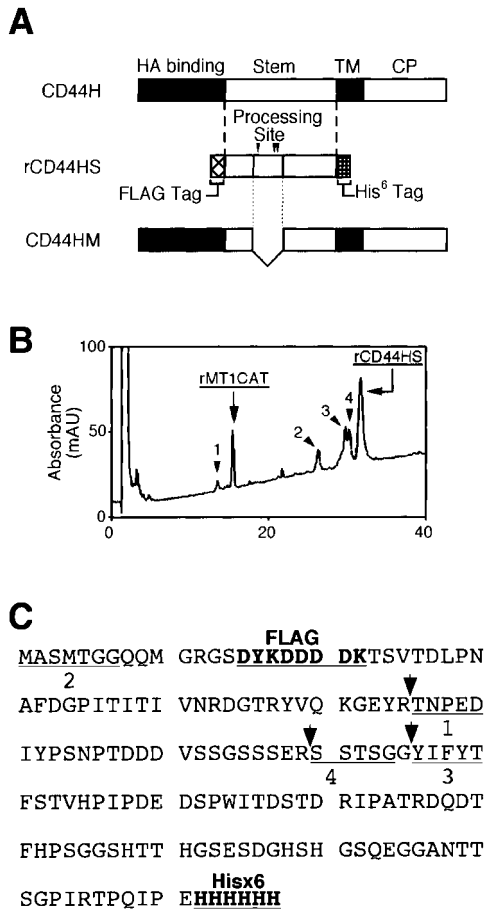 A
HA binding Stem TM CP
CD44H
Processing
Site
rCD44HS
FLAG Tag His6 Tag
CD44HM
B
100
rCD44HS
rMT1CAT
Absorbance
(mAU)
50
1 2 3 4
0
0 20 40
C
FLAG
MASMTGGQQM GRGSDYKDDD DKTSVTDLPN
2
AFDGPITITI VNRDGTRYVQ KGEYRTNPED
1
IYPSNPTDDD VSSGSSSERS STSGGYIFYT
4 3
FSTVHPIPDE DSPWITDSTD RIPATRDQDT
FHPSGGSHTT HGSESDGHSH GSQEGGANTT
Hisx6
SGPIRTPQIP EHHHHHH